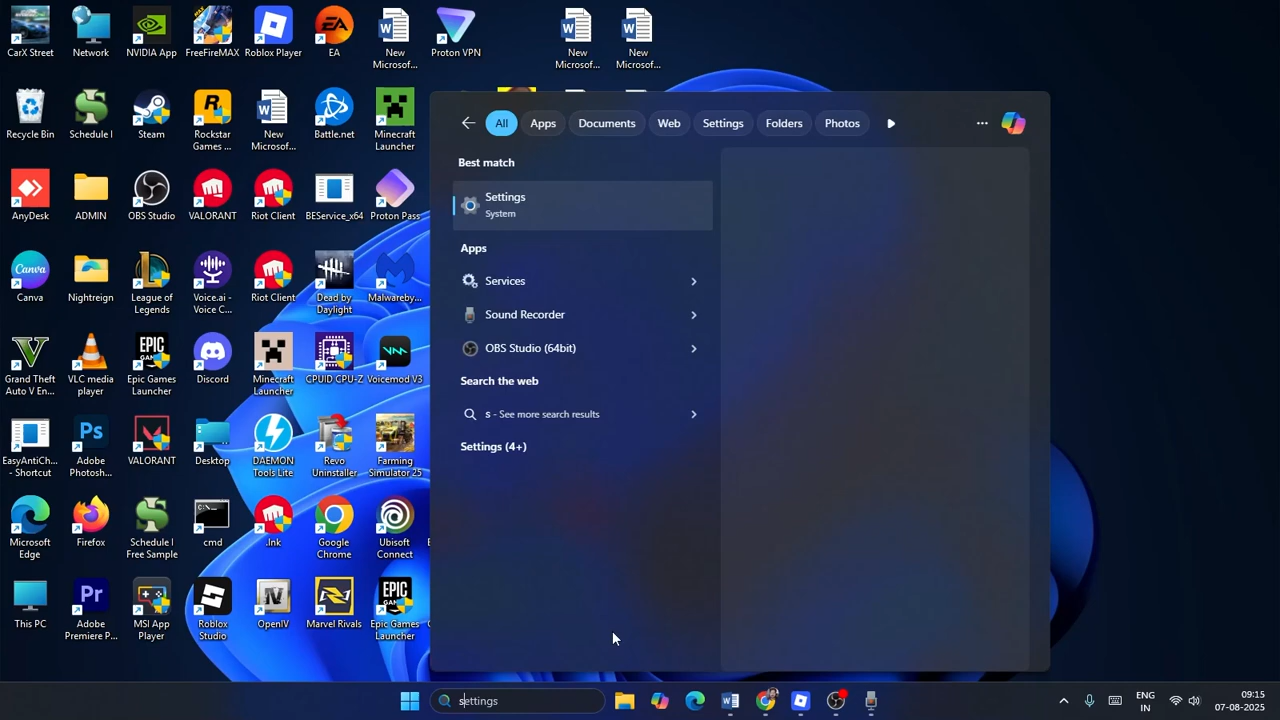 CarX Street
Network
NVIDIA App
FreeFireMAX
Roblox Player
EA
New
Microsof...
Proton VPN
New
Microsof...
New
Microsof...
Recycle Bin
Schedule I
Steam
Rockstar
Games ...
New
Microsof...
Battle.net
Minecraft
Launcher
AnyDesk
ADMIN
OBS Studio
VALORANT
Riot Client
BEService_x64
Proton Pass
Canva
Nightreign
League of
Legends
Voice.ai -
Voice C...
Riot Client
Dead by
Daylight
Malwareby...
Grand Theft
Auto V En...
VLC media
player
Epic Games
Launcher
Discord
Minecraft
Launcher
CPUID CPU-Z
Voicemod V3
EasyAntiCh...
- Shortcut
Adobe
Photosh...
VALORANT
Desktop
DAEMON
Tools Lite
Revo
Uninstaller
Farming
Simulator 25
Microsoft
Edge
Firefox
Schedule I
Free Sample
cmd
.lnk
Google
Chrome
Ubisoft
Connect
This PC
Adobe
Premiere P...
MSI App
Player
Roblox
Studio
OpenIV
Marvel Rivals
Epic Games
Launcher
All
Apps
Documents
Web
Settings
Folders
Photos
Best match
Settings
System
Apps
Services
Sound Recorder
OBS Studio (64bit)
Search the web
s - See more search results
Settings (4+)
settings
ENG
IN
09:15
07-08-2025